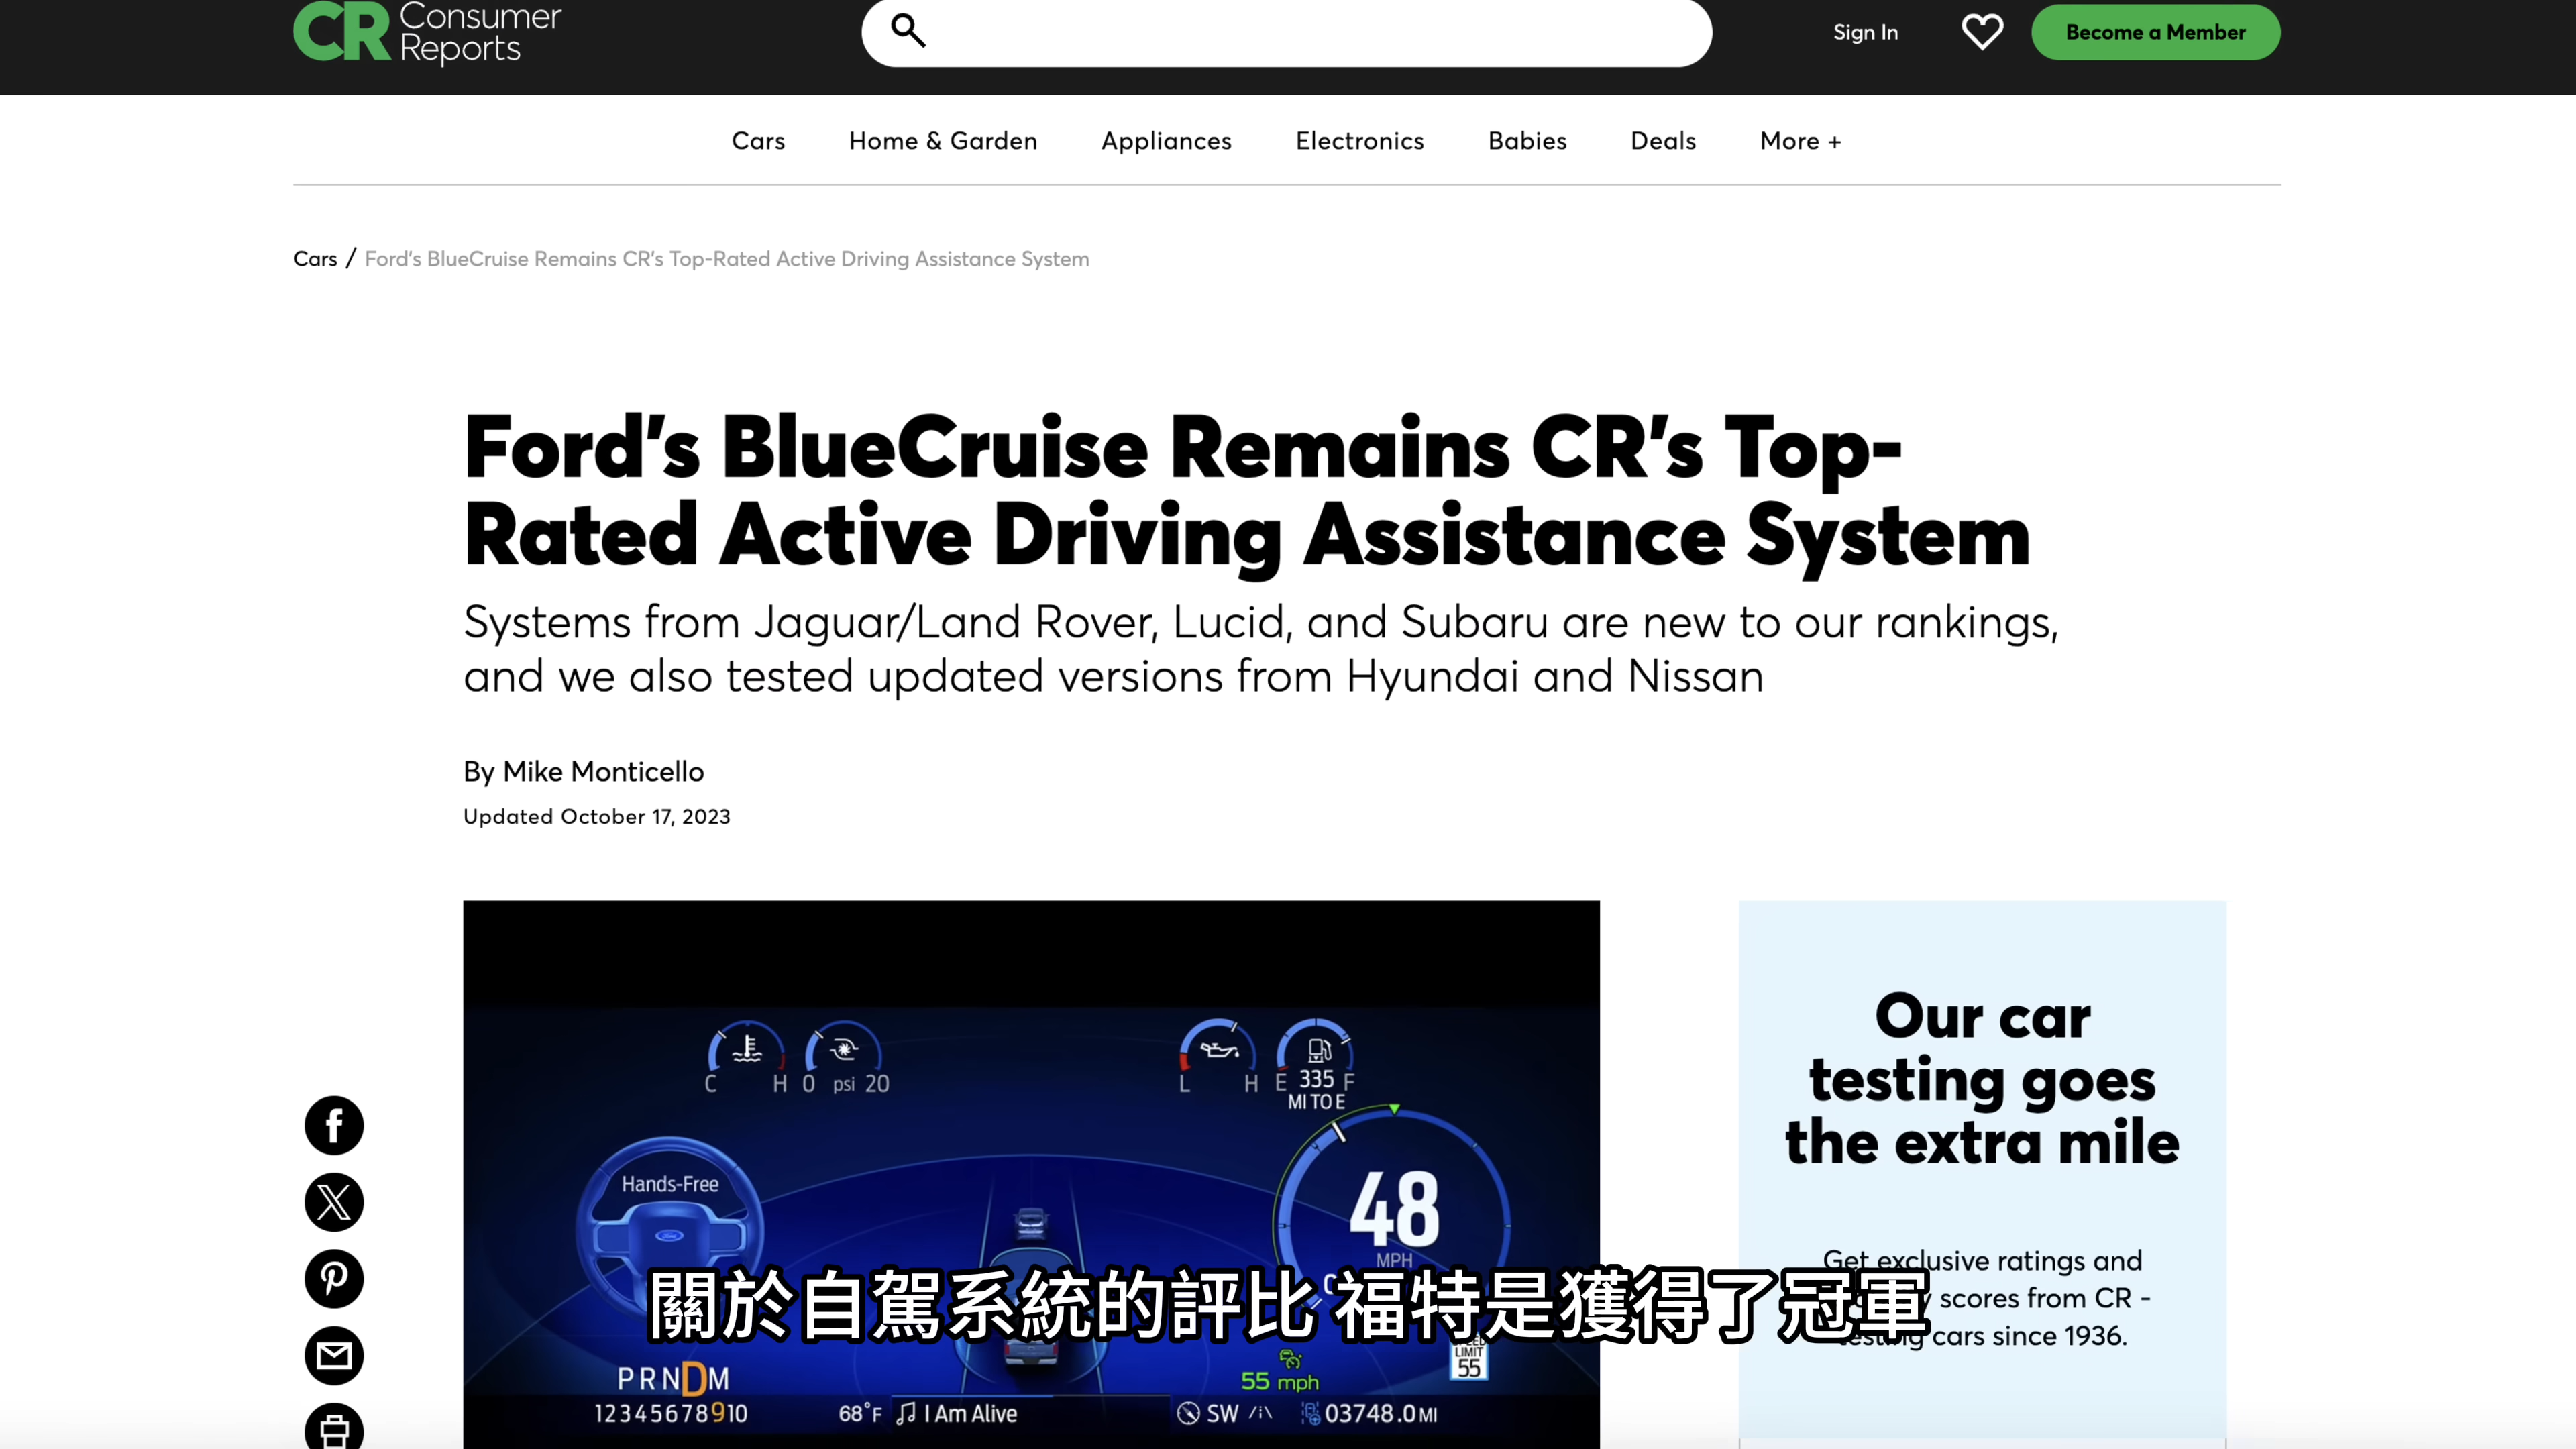 CR Consumer Reports
Sign In
Become a Member
Cars Home & Garden Appliances Electronics Babies Deals More +
Cars / Ford's BlueCruise Remains CR's Top-Rated Active Driving Assistance System
Ford's BlueCruise Remains CR's Top-
Rated Active Driving Assistance System
Systems from Jaguar/Land Rover, Lucid, and Subaru are new to our rankings,
and we also tested updated versions from Hyundai and Nissan
By Mike Monticello
Updated October 17, 2023
C H 0 psi 20
L H E 335 F
MI TO E
Hands-Free
Ford
48
MPH
LIMIT
55
55 mph
PRNDM
12345678910
68°F I Am Alive
SW 03748.0 MI
Our car
testing goes
the extra mile
Get exclusive ratings and
scores from CR -
testing cars since 1936.
關於自駕系統的評比 福特是獲得了冠軍